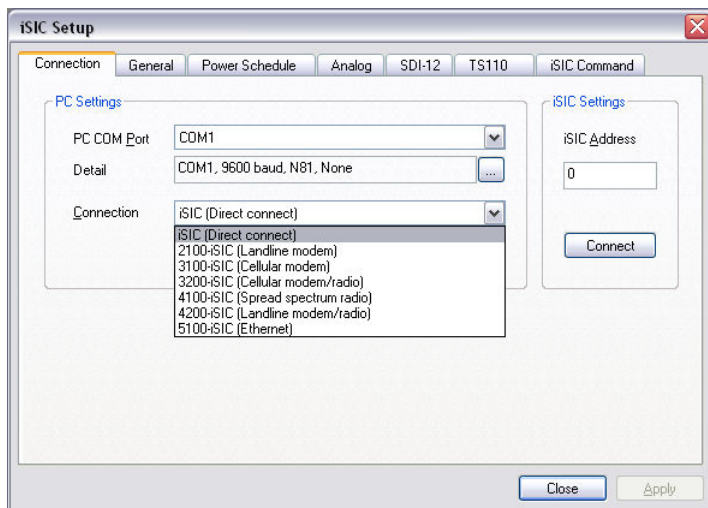 iSIC Setup
Connection General Power Schedule Analog SDI-12 TS110 iSIC Command
PC Settings
PC COM Port COM1
Detail COM1, 9600 baud, N81, None ...
Connection iSIC (Direct connect)
iSIC (Direct connect)
2100-iSIC (Landline modem)
3100-iSIC (Cellular modem)
3200-iSIC (Cellular modem/radio)
4100-iSIC (Spread spectrum radio)
4200-iSIC (Landline modem/radio)
5100-iSIC (Ethernet)
iSIC Settings
iSIC Address
0
Connect
Close Apply